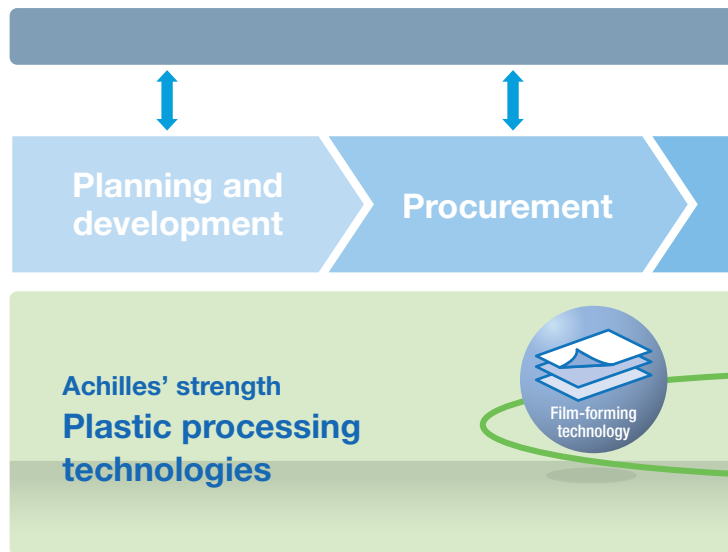 Planning and
development
Procurement
Achilles’ strength
Plastic processing
technologies
Film-forming
technology